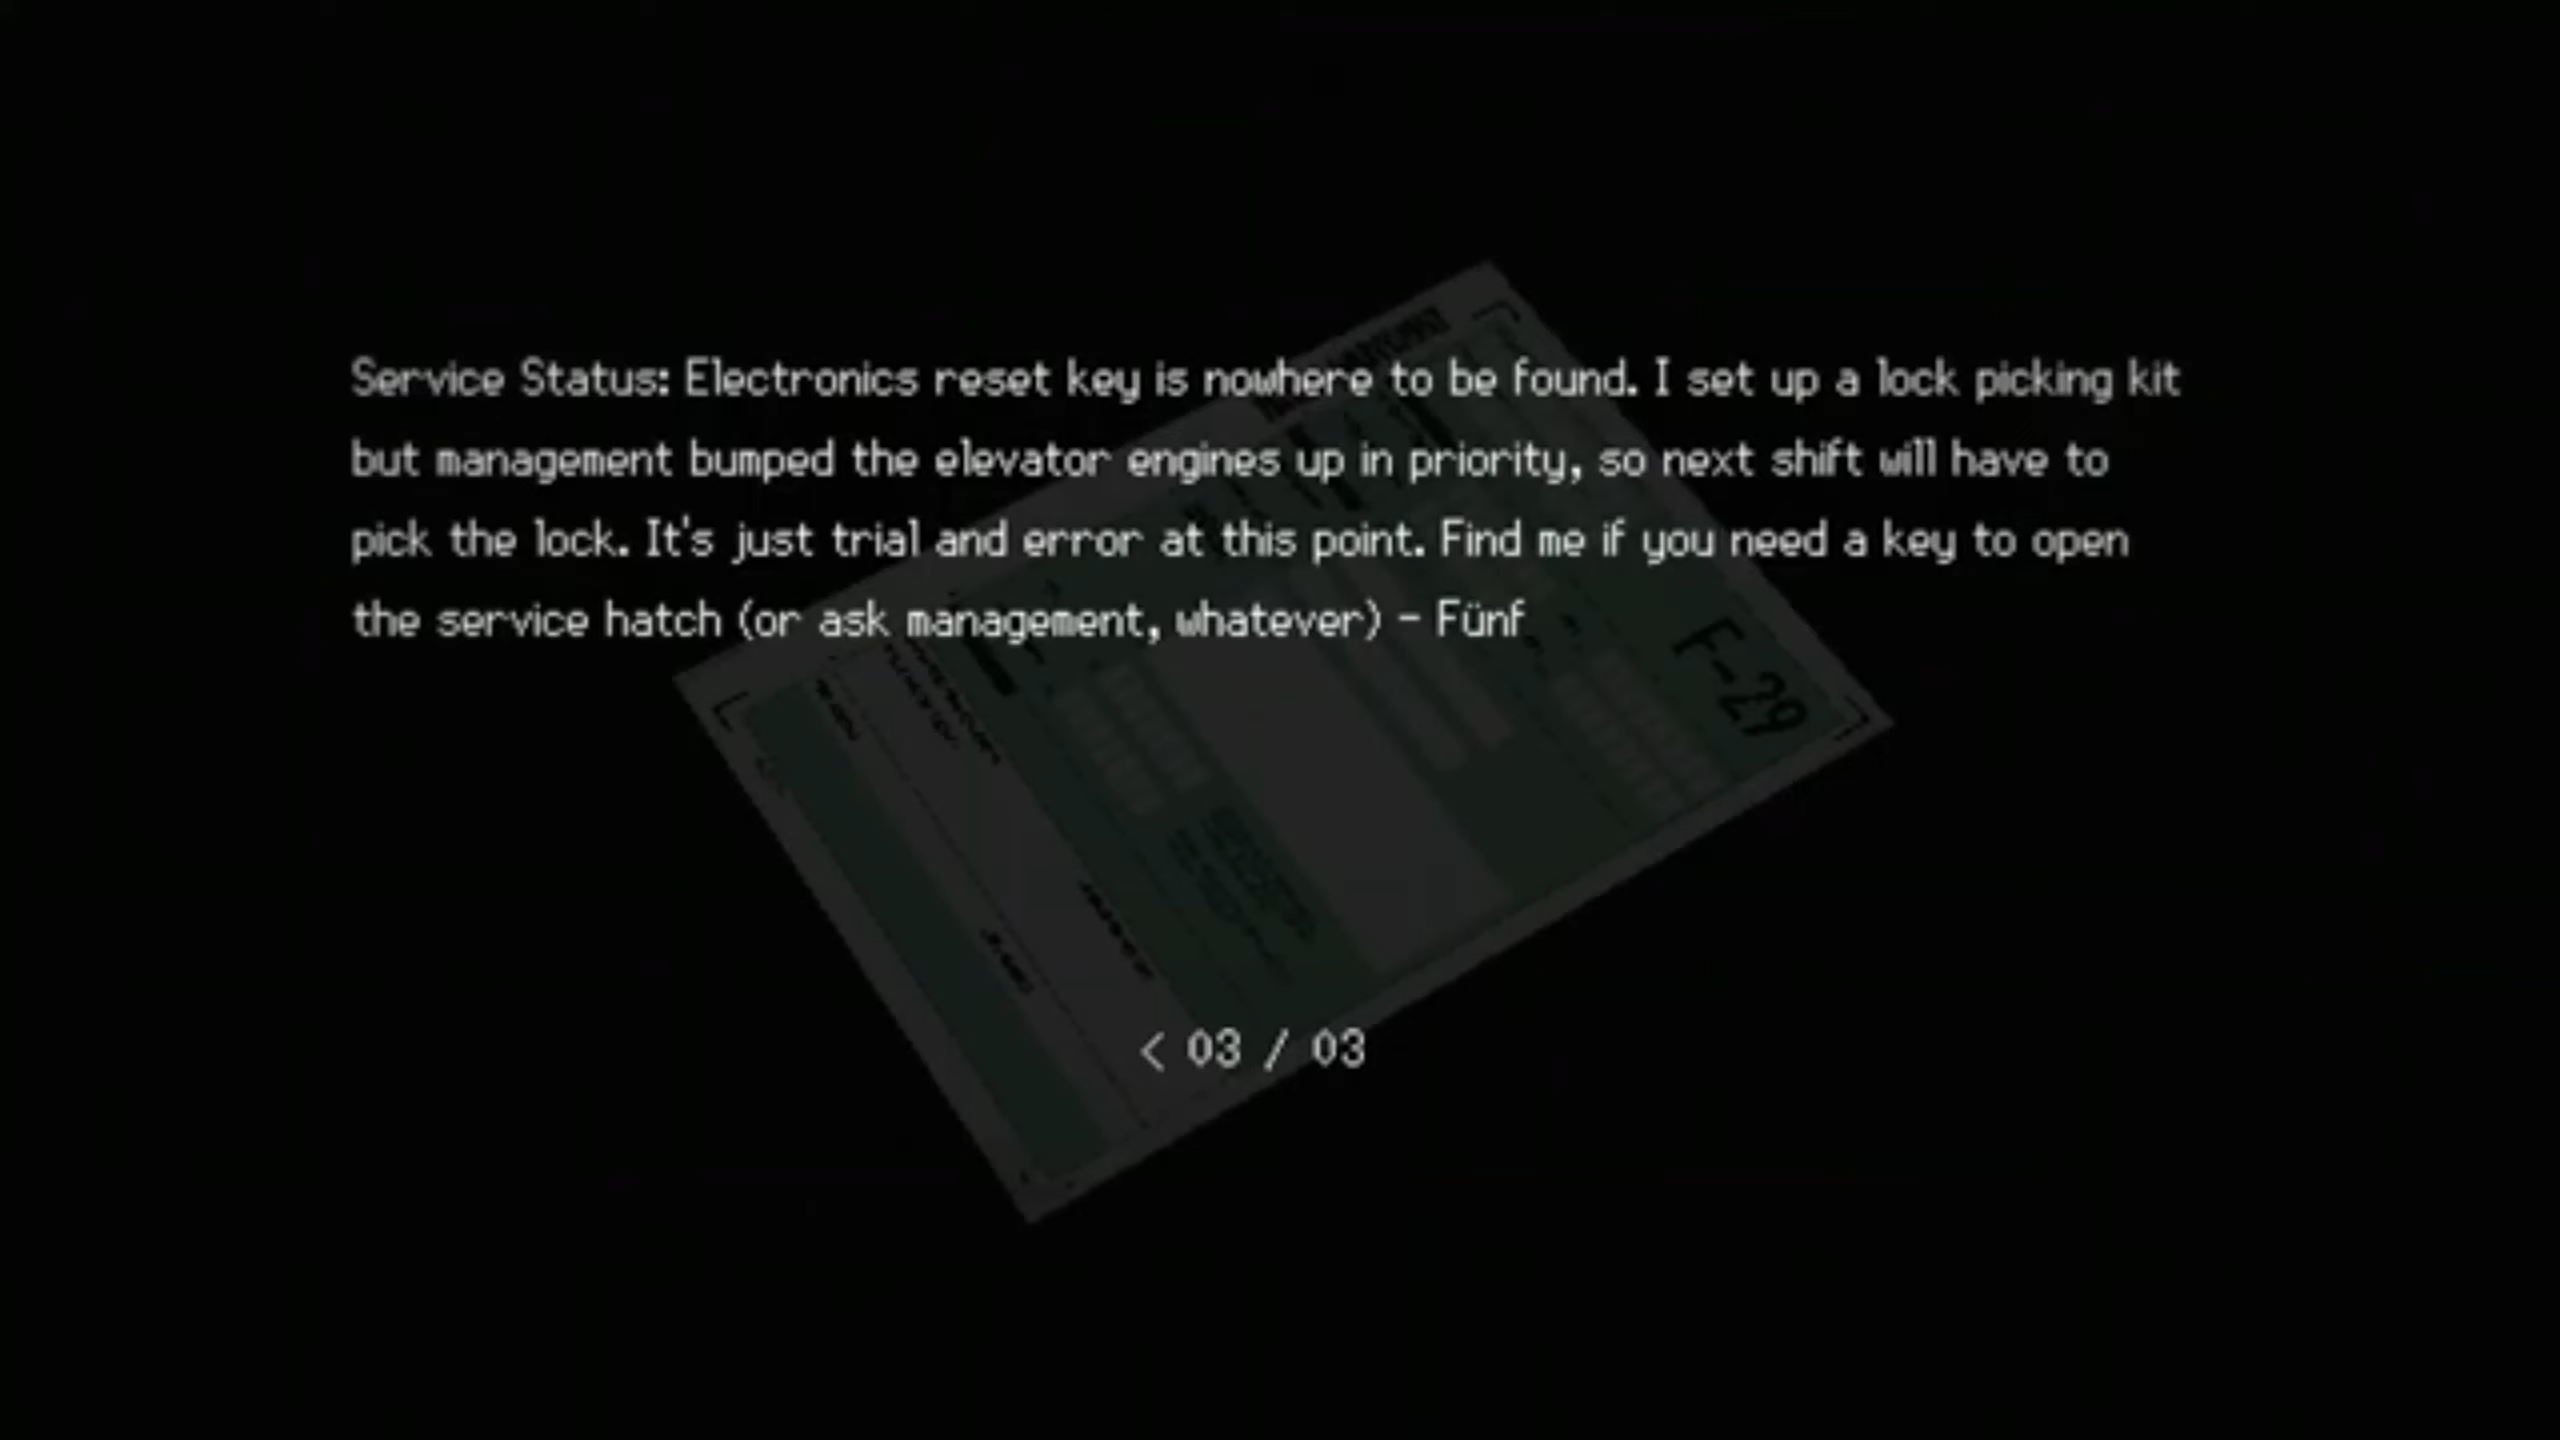 Service Status: Electronics reset key is nowhere to be found. I set up a lock picking kit
but management bumped the elevator engines up in priority, so next shift will have to
pick the lock. It's just trial and error at this point. Find me if you need a key to open
the service hatch (or ask management, whatever) - Fünf
F-29
< 03 / 03